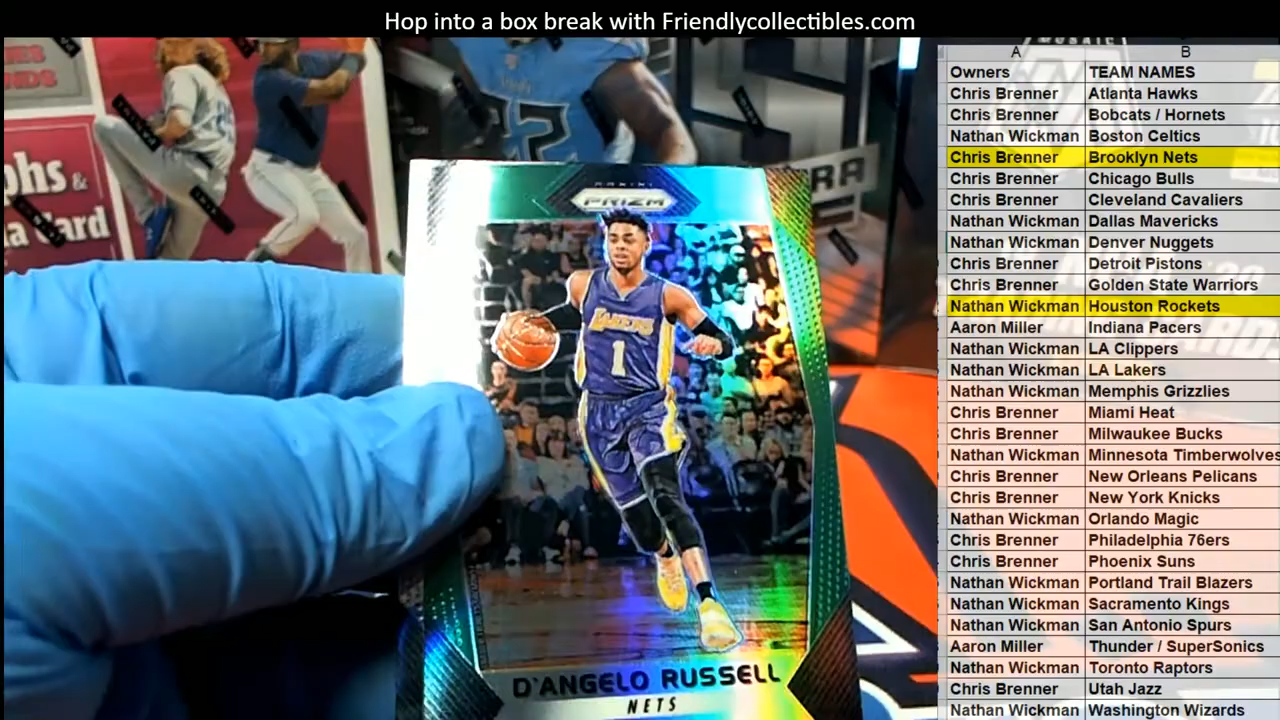 Hop into a box break with Friendlycollectibles.com
phs &
a Card
RA
PANINI
PRIZM
LAKERS
1
D'ANGELO RUSSELL
NETS
MOSAIC
A B
Owners TEAM NAMES
Chris Brenner Atlanta Hawks
Chris Brenner Bobcats / Hornets
Nathan Wickman Boston Celtics
Chris Brenner Brooklyn Nets
Chris Brenner Chicago Bulls
Chris Brenner Cleveland Cavaliers
Nathan Wickman Dallas Mavericks
Nathan Wickman Denver Nuggets
Chris Brenner Detroit Pistons
Chris Brenner Golden State Warriors
Nathan Wickman Houston Rockets
Aaron Miller Indiana Pacers
Nathan Wickman LA Clippers
Nathan Wickman LA Lakers
Nathan Wickman Memphis Grizzlies
Chris Brenner Miami Heat
Chris Brenner Milwaukee Bucks
Nathan Wickman Minnesota Timberwolves
Chris Brenner New Orleans Pelicans
Chris Brenner New York Knicks
Nathan Wickman Orlando Magic
Chris Brenner Philadelphia 76ers
Chris Brenner Phoenix Suns
Nathan Wickman Portland Trail Blazers
Nathan Wickman Sacramento Kings
Nathan Wickman San Antonio Spurs
Aaron Miller Thunder / SuperSonics
Nathan Wickman Toronto Raptors
Chris Brenner Utah Jazz
Nathan Wickman Washington Wizards